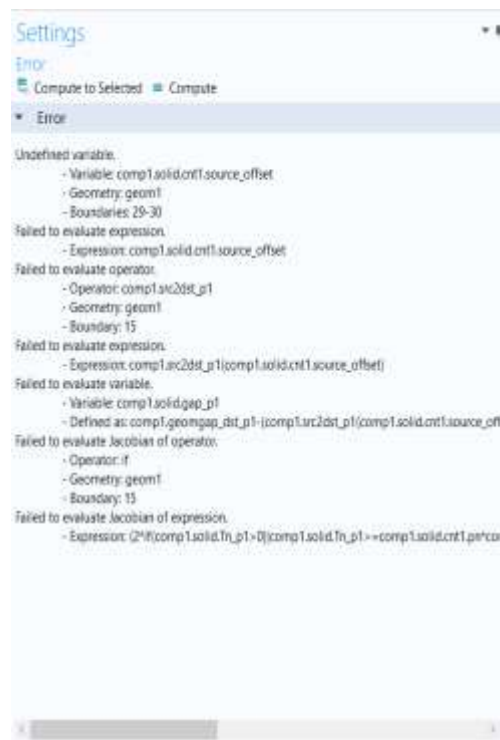 Settings
Error
Compute to Selected = Compute
Error
Undefined variable.
- Variable: comp1.solid.cnt1.source_offset
- Geometry: geom1
- Boundaries: 29-30
Failed to evaluate expression.
- Expression: comp1.solid.cnt1.source_offset
Failed to evaluate operator.
- Operator: comp1.src2dst_p1
- Geometry: geom1
- Boundary: 15
Failed to evaluate expression.
- Expression: comp1.src2dst_p1(comp1.solid.cnt1.source_offset)
Failed to evaluate variable.
- Variable: comp1.solid.gap_p1
- Defined as: comp1.geomgap_dst_p1-(comp1.src2dst_p1(comp1.solid.cnt1.source_off
Failed to evaluate Jacobian of operator.
- Operator: if
- Geometry: geom1
- Boundary: 15
Failed to evaluate Jacobian of expression.
- Expression: (2*if(comp1.solid.Tn_p1>0||comp1.solid.Tn_p1>=comp1.solid.cnt1.pn*co